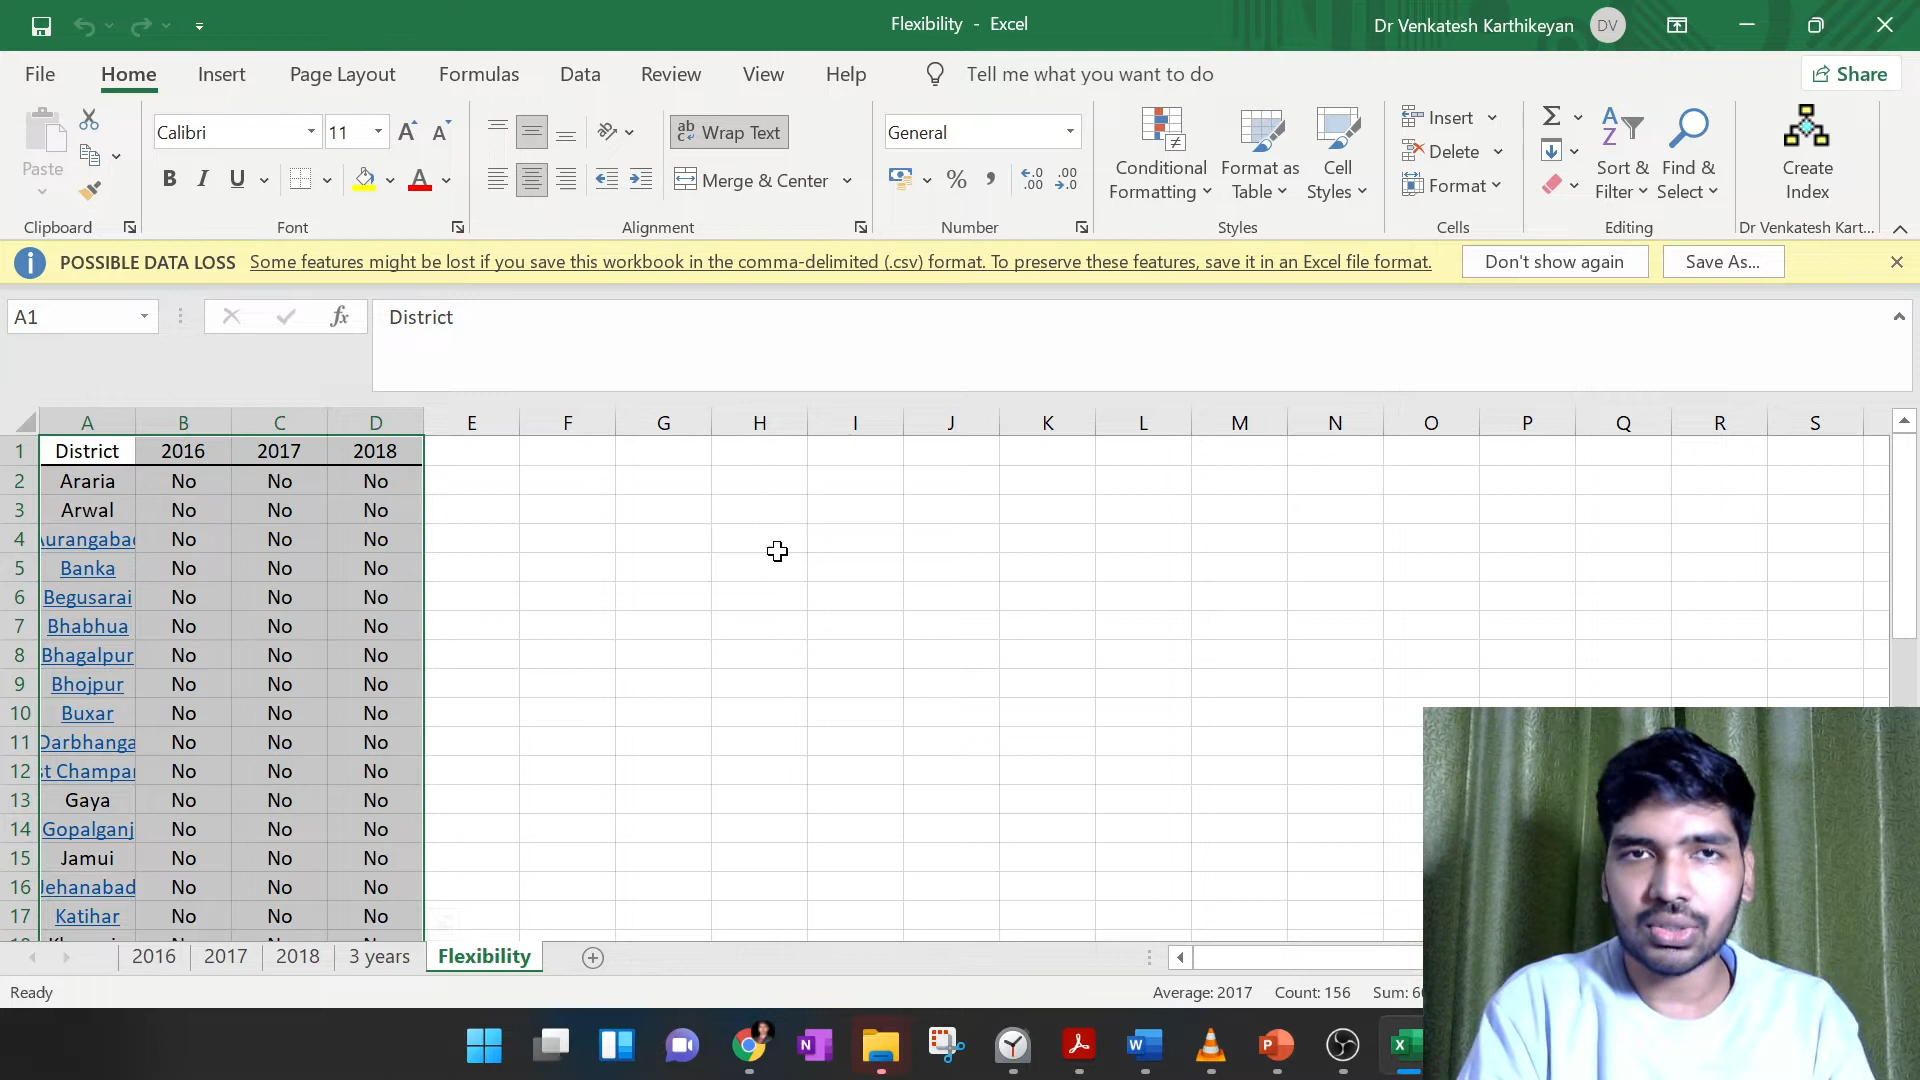 Flexibility - Excel
Dr Venkatesh Karthikeyan DV
File Home Insert Page Layout Formulas Data Review View Help Tell me what you want to do Share
Paste
Clipboard
Calibri 11
B I U A
Font
Wrap Text
Merge & Center
Alignment
General
Number
Conditional Formatting
Format as Table
Cell Styles
Styles
Insert
Delete
Format
Cells
Sort & Filter
Find & Select
Editing
Create Index
Dr Venkatesh Kart...
POSSIBLE DATA LOSS Some features might be lost if you save this workbook in the comma-delimited (.csv) format. To preserve these features, save it in an Excel file format. Don't show again Save As...
A1 fx District
A B C D E F G H I J K L M N O P Q R S
1 District 2016 2017 2018
2 Araria No No No
3 Arwal No No No
4 No No No
5 Banka No No No
6 Begusarai No No No
7 Bhabhua No No No
8 Bhagalpur No No No
9 Bhojpur No No No
10 Buxar No No No
11 Darbhanga No No No
12 st Champar No No No
13 Gaya No No No
14 Gopalganj No No No
15 Jamui No No No
16 Jehanabad No No No
17 Katihar No No No
2016 2017 2018 3 years Flexibility
Ready Average: 2017 Count: 156